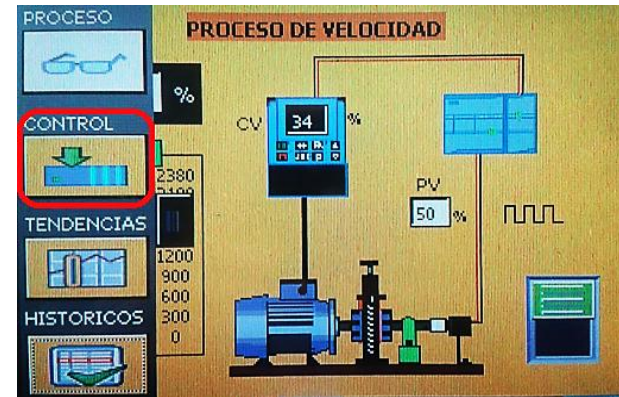 PROCESO
PROCESO DE VELOCIDAD
%
CONTROL
CV
34
%
2380
PV
50
%
TENDENCIAS
1200
900
600
HISTORICOS
300
0